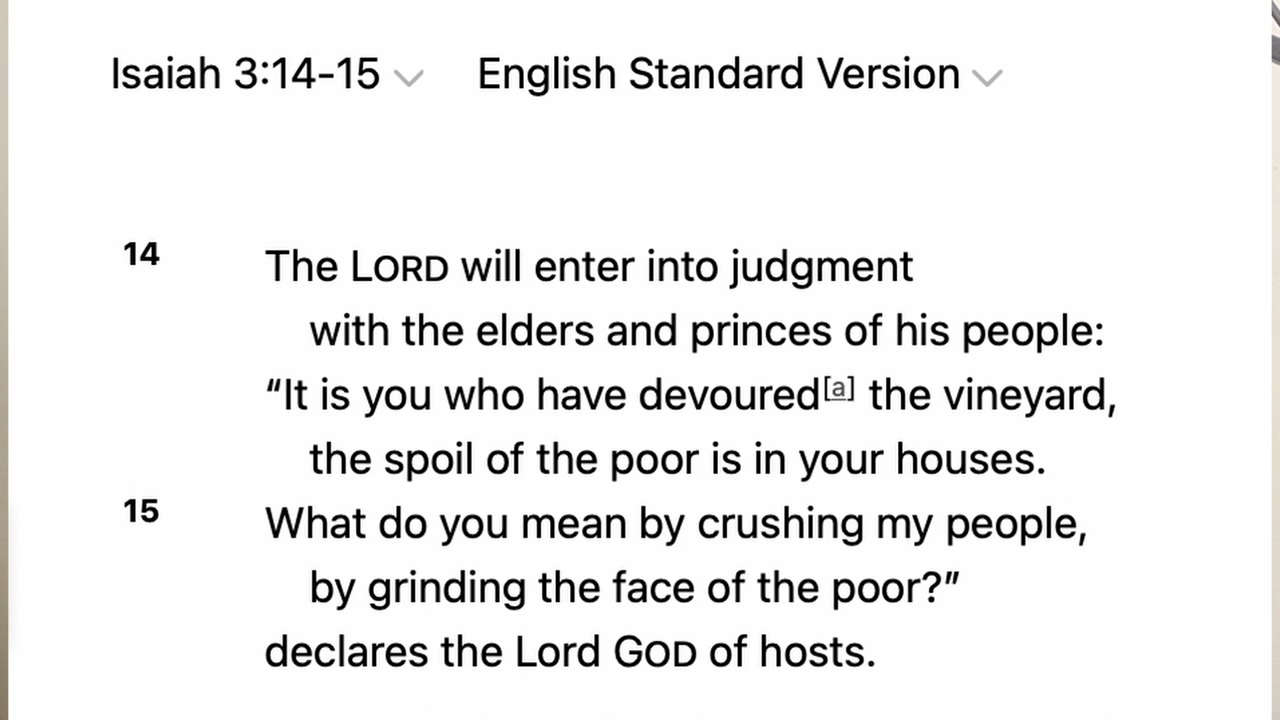 Isaiah 3:14-15 English Standard Version
14 The LORD will enter into judgment
with the elders and princes of his people:
“It is you who have devoured[a] the vineyard,
the spoil of the poor is in your houses.
15 What do you mean by crushing my people,
by grinding the face of the poor?”
declares the Lord GOD of hosts.